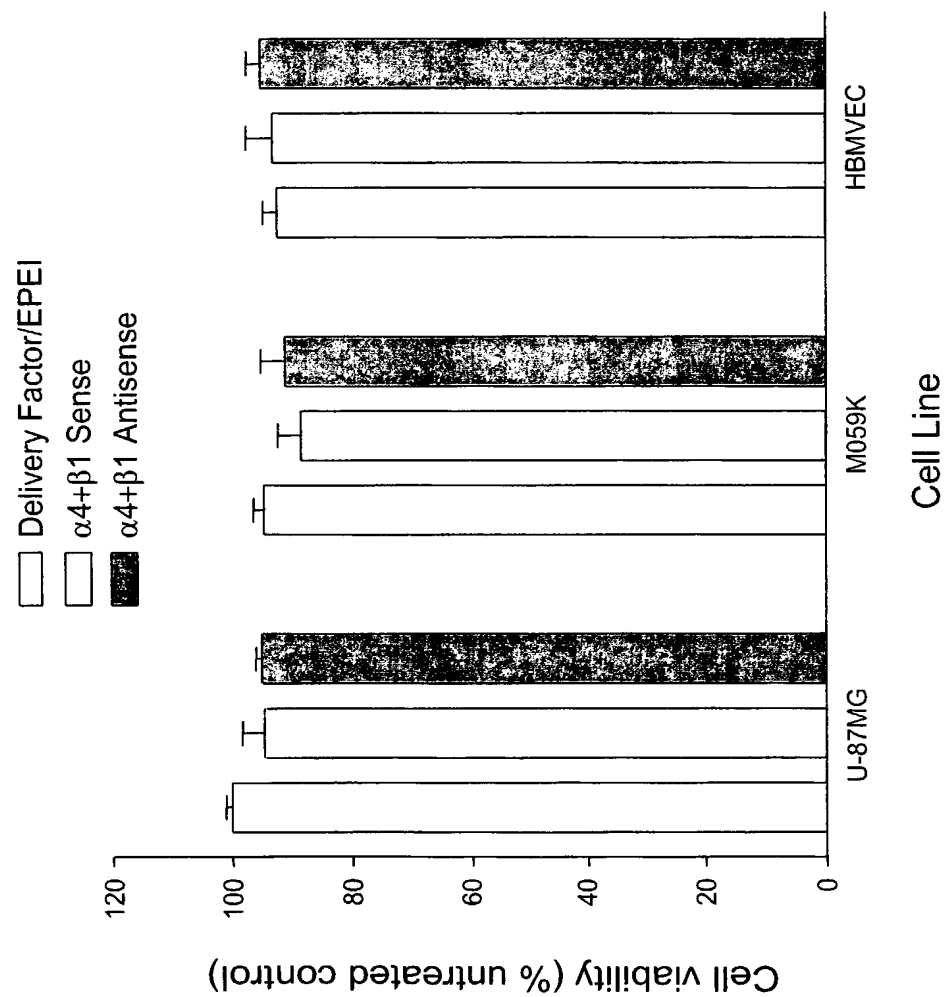 Delivery Factor/EPEI
α4+β1 Sense
α4+β1 Antisense
Cell viability (% untreated control)
120
100
80
60
40
20
0
U-87MG
M059K
HBMVEC
Cell Line